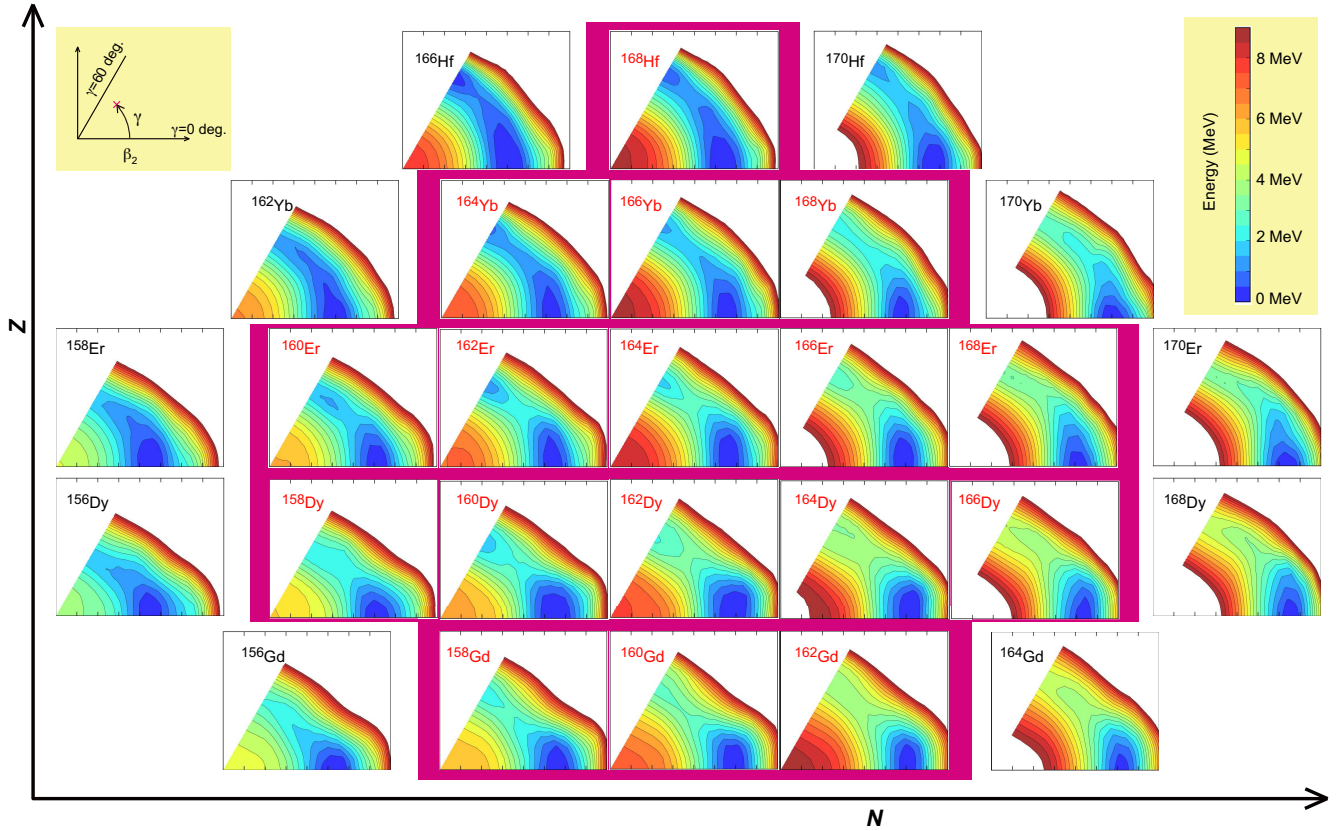 Z
γ=60 deg.
γ
γ=0 deg.
β₂
¹⁶⁶Hf
¹⁶⁸Hf
¹⁷⁰Hf
8 MeV
6 MeV
4 MeV
2 MeV
0 MeV
Energy (MeV)
¹⁶²Yb
¹⁶⁴Yb
¹⁶⁶Yb
¹⁶⁸Yb
¹⁷⁰Yb
¹⁵⁸Er
¹⁶⁰Er
¹⁶²Er
¹⁶⁴Er
¹⁶⁶Er
¹⁶⁸Er
¹⁷⁰Er
¹⁵⁶Dy
¹⁵⁸Dy
¹⁶⁰Dy
¹⁶²Dy
¹⁶⁴Dy
¹⁶⁶Dy
¹⁶⁸Dy
¹⁵⁶Gd
¹⁵⁸Gd
¹⁶⁰Gd
¹⁶²Gd
¹⁶⁴Gd
N